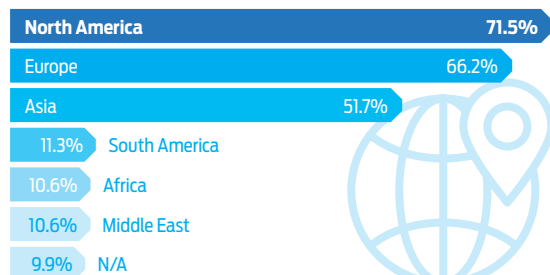 North America 71.5%
Europe 66.2%
Asia 51.7%
11.3% South America
10.6% Africa
10.6% Middle East
9.9% N/A